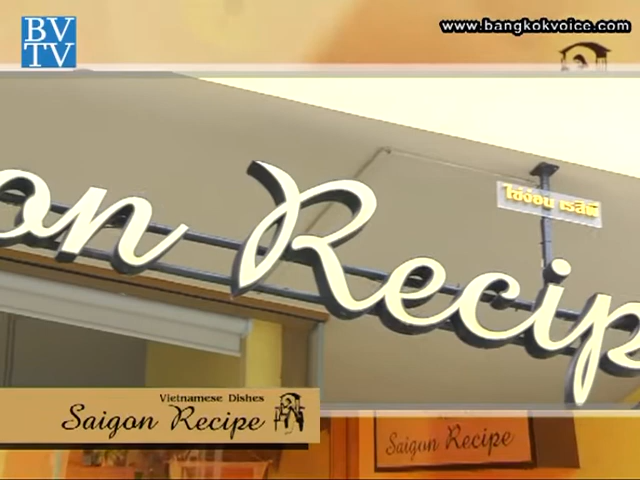 BV
TV
www.bangkokvoice.com
ไซ่ง่อน เรสิพี
on Recip
Vietnamese Dishes
Saigon Recipe
Saigon Recipe